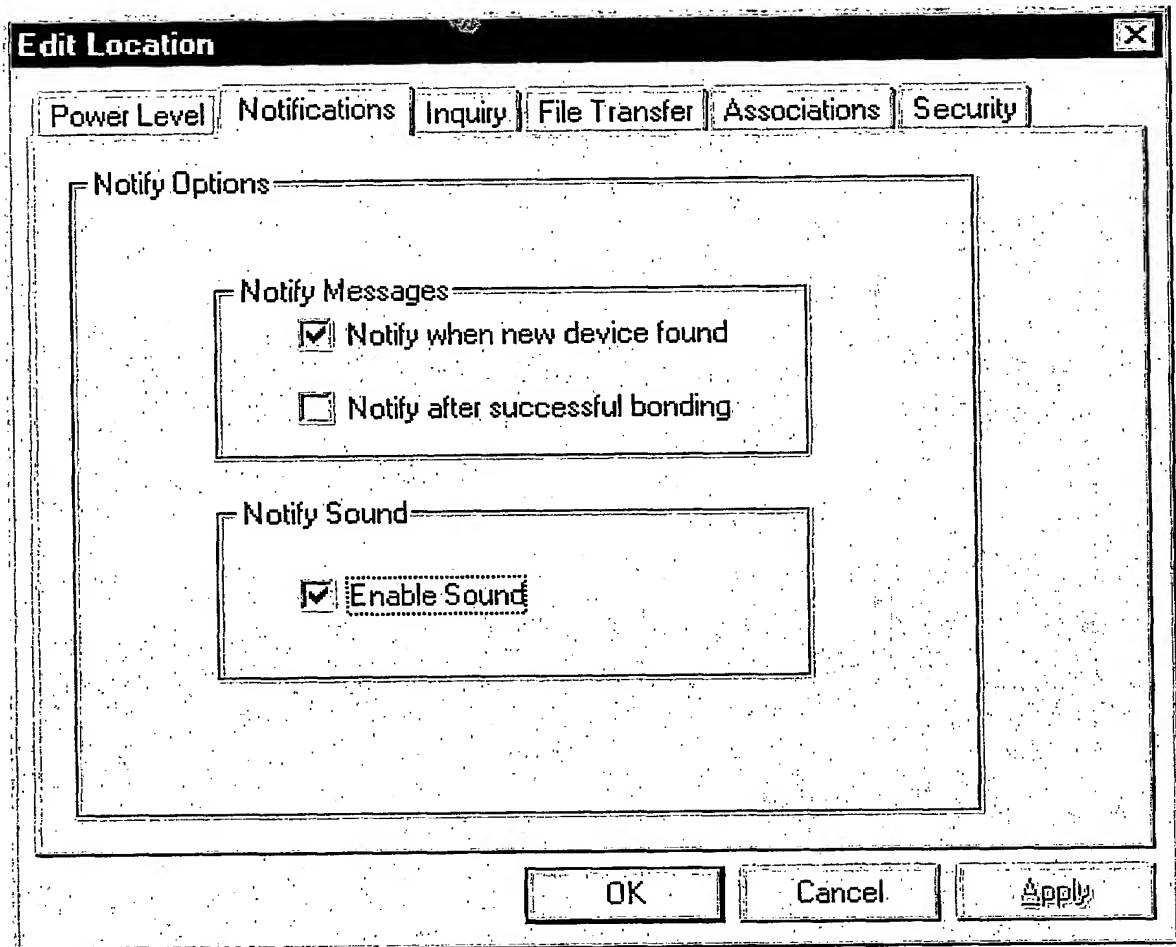 Edit Location
Power Level Notifications Inquiry File Transfer Associations Security
Notify Options
Notify Messages
Notify when new device found
Notify after successful bonding
Notify Sound
Enable Sound
OK Cancel Apply